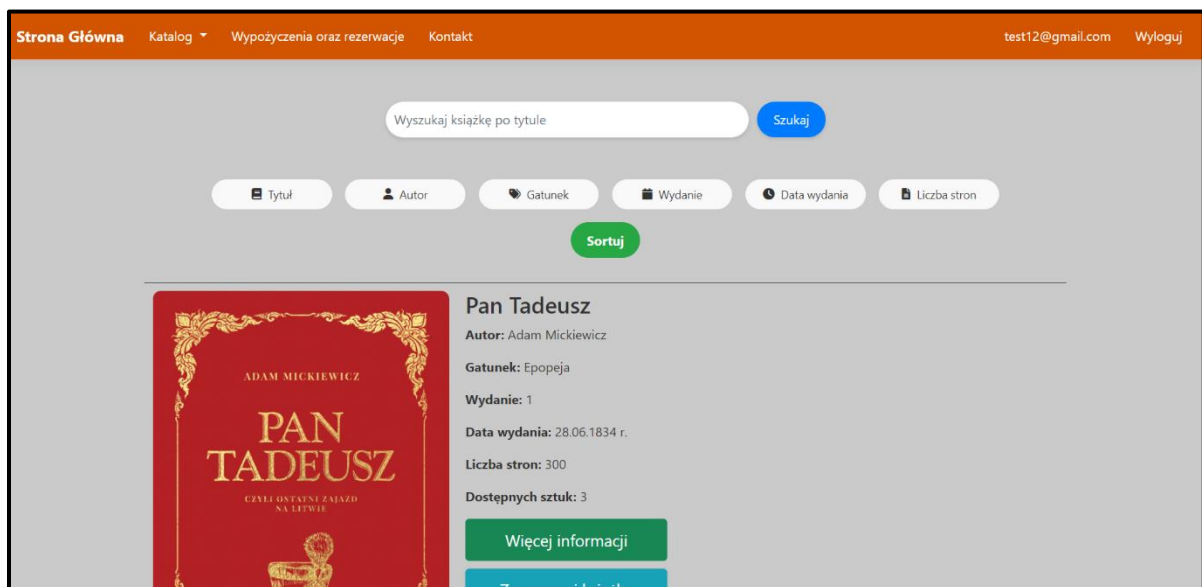 Strona Główna Katalog Wypożyczenia oraz rezerwacje Kontakt test12@gmail.com Wyloguj
Wyszukaj książkę po tytule Szukaj
Tytuł Autor Gatunek Wydanie Data wydania Liczba stron
Sortuj
ADAM MICKIEWICZ
PAN
TADEUSZ
CZYLI OSTATNI ZAJAZD
NA LITWIE
Pan Tadeusz
Autor: Adam Mickiewicz
Gatunek: Epopeja
Wydanie: 1
Data wydania: 28.06.1834 r.
Liczba stron: 300
Dostępnych sztuk: 3
Więcej informacji